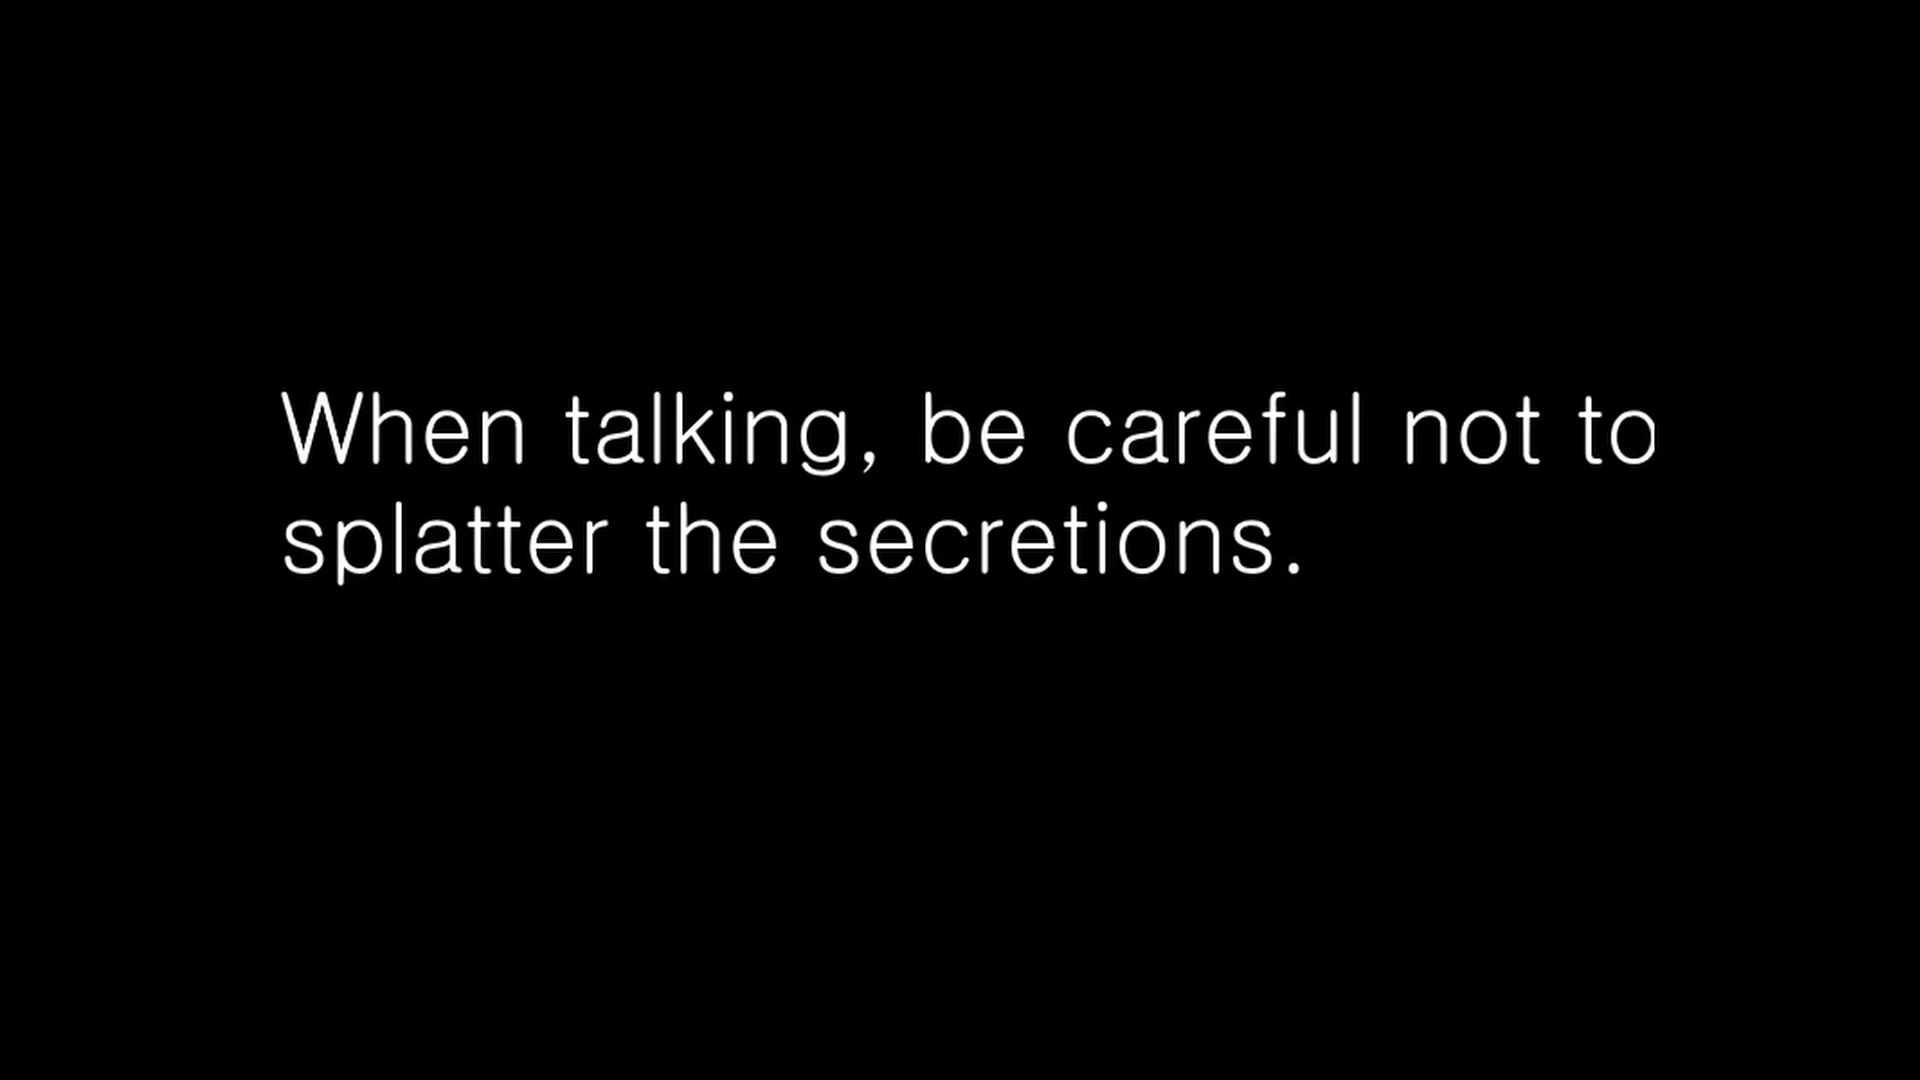 When talking, be careful not to
splatter the secretions.